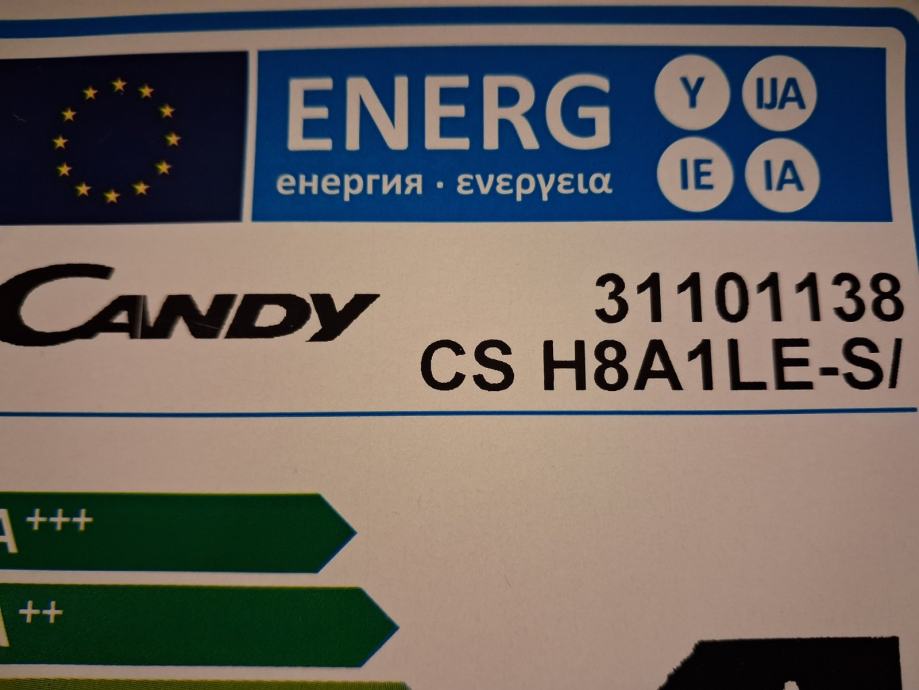 ENERG
енергия · ενεργεια
Y IJA
IE IA
CANDY
31101138
CS H8A1LE-S/
A+++
A++